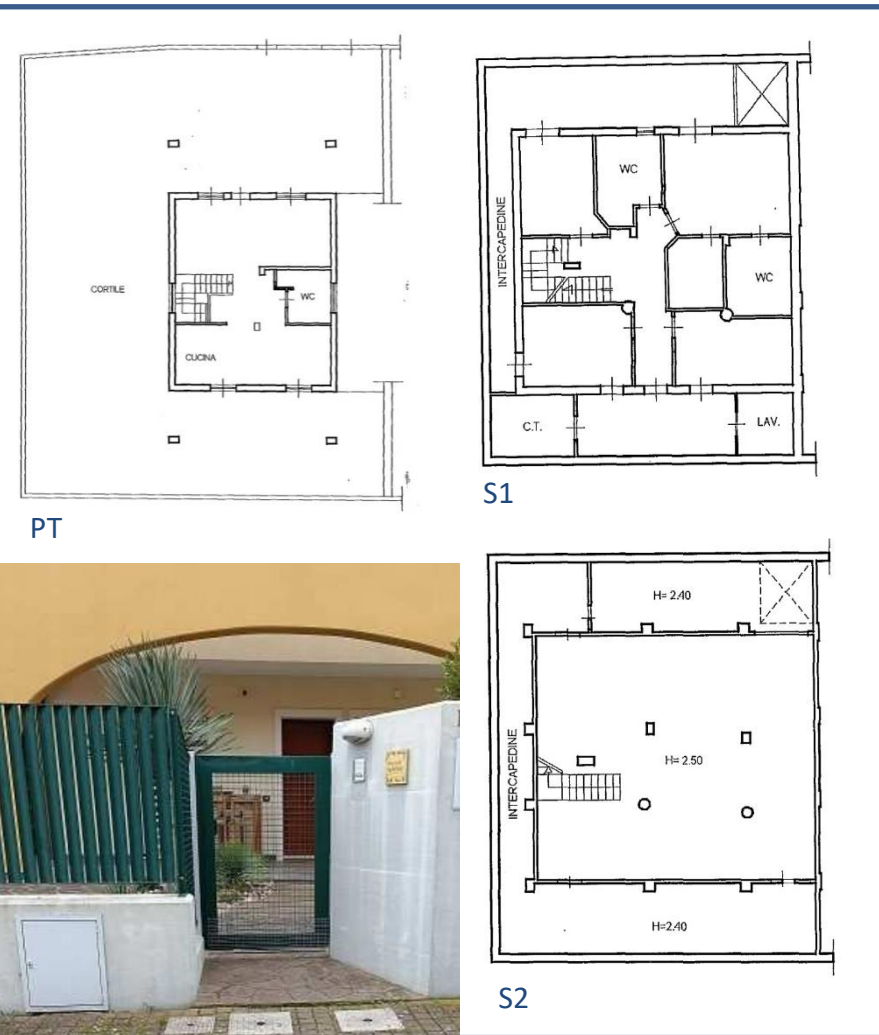 CORTILE
WC
CUCINA
PT
WC
INTERCAPEDINE
WC
C.T.
LAV.
S1
H= 2.40
INTERCAPEDINE
H= 2.50
H=2.40
S2